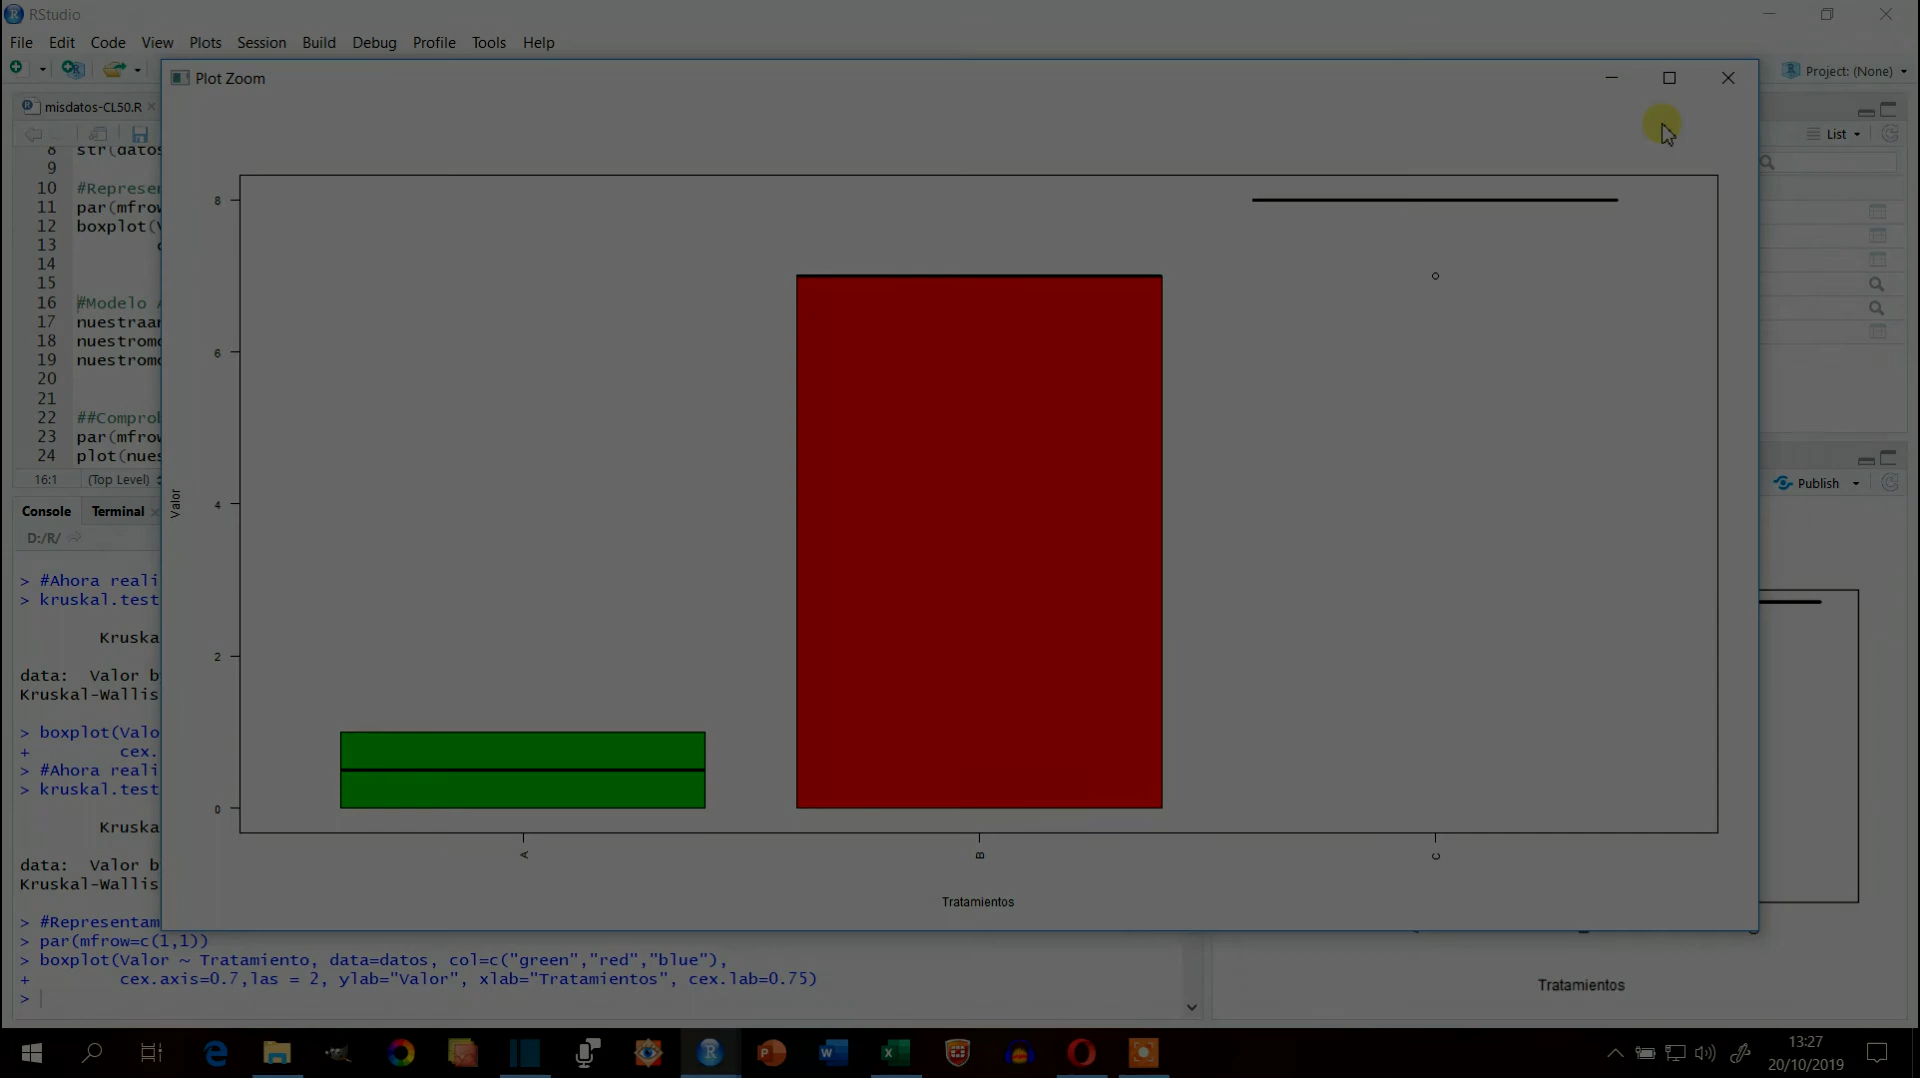 RStudio
File Edit Code View Plots Session Build Debug Profile Tools Help
Project: (None)
Plot Zoom
misdatos-CL50.R
List
8 str(datos
9
10 #Represen
11 par(mfrow
12 boxplot(V
13 c
14
15
16 #Modelo A
17 nuestraan
18 nuestromo
19 nuestromo
20
21
22 ##Comprob
23 par(mfrow
24 plot(nues
16:1 (Top Level)
Publish
Console Terminal
D:/R/
> #Ahora reali
> kruskal.test
Kruska
data: Valor b
Kruskal-Wallis
> boxplot(Valo
+ cex.
> #Ahora reali
> kruskal.test
Kruska
data: Valor b
Kruskal-Wallis
> #Representam
> par(mfrow=c(1,1))
> boxplot(Valor ~ Tratamiento, data=datos, col=c("green","red","blue"),
+ cex.axis=0.7,las = 2, ylab="Valor", xlab="Tratamientos", cex.lab=0.75)
>
8
6
4
2
0
Valor
A B C
Tratamientos
Tratamientos
13:27
20/10/2019